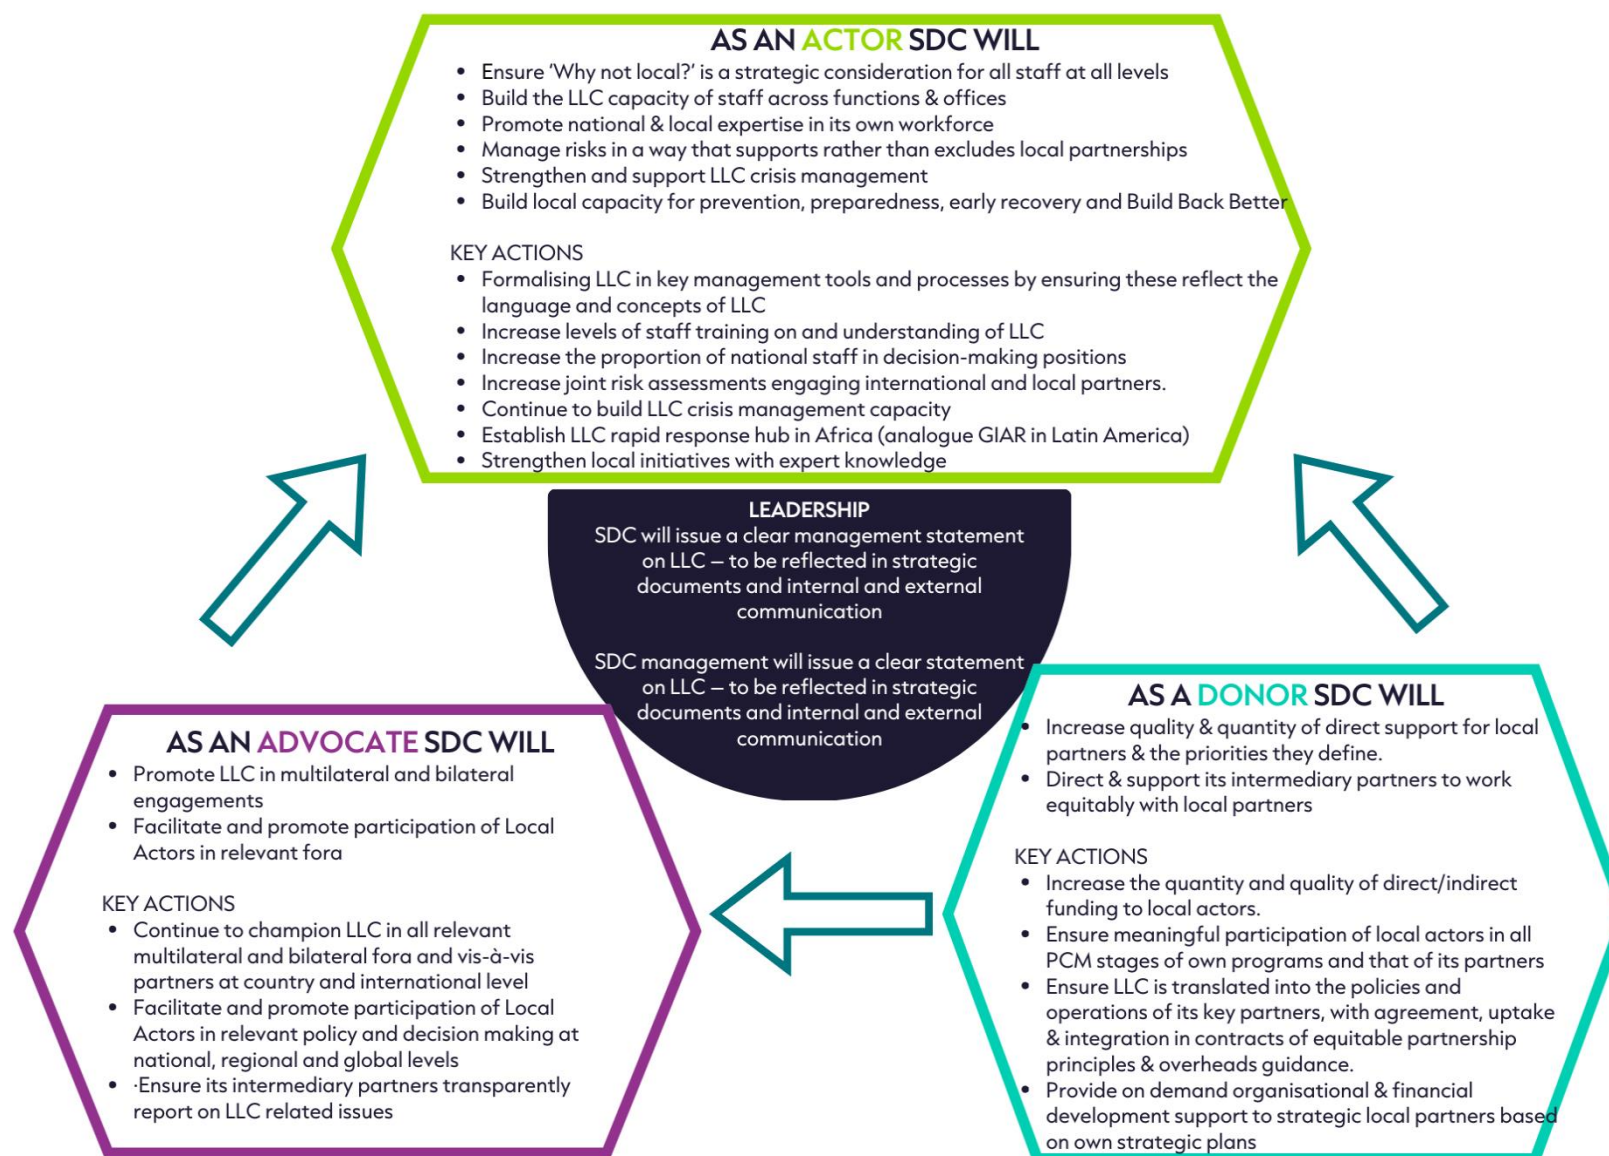 AS AN ACTOR SDC WILL
• Ensure ‘Why not local?’ is a strategic consideration for all staff at all levels
• Build the LLC capacity of staff across functions & offices
• Promote national & local expertise in its own workforce
• Manage risks in a way that supports rather than excludes local partnerships
• Strengthen and support LLC crisis management
• Build local capacity for prevention, preparedness, early recovery and Build Back Better
KEY ACTIONS
• Formalising LLC in key management tools and processes by ensuring these reflect the
language and concepts of LLC
• Increase levels of staff training on and understanding of LLC
• Increase the proportion of national staff in decision-making positions
• Increase joint risk assessments engaging international and local partners.
• Continue to build LLC crisis management capacity
• Establish LLC rapid response hub in Africa (analogue GIAR in Latin America)
• Strengthen local initiatives with expert knowledge
LEADERSHIP
SDC will issue a clear management statement
on LLC – to be reflected in strategic
documents and internal and external
communication
SDC management will issue a clear statement
on LLC – to be reflected in strategic
documents and internal and external
communication
AS AN ADVOCATE SDC WILL
• Promote LLC in multilateral and bilateral
engagements
• Facilitate and promote participation of Local
Actors in relevant fora
KEY ACTIONS
• Continue to champion LLC in all relevant
multilateral and bilateral fora and vis-à-vis
partners at country and international level
• Facilitate and promote participation of Local
Actors in relevant policy and decision making at
national, regional and global levels
• ·Ensure its intermediary partners transparently
report on LLC related issues
AS A DONOR SDC WILL
• Increase quality & quantity of direct support for local
partners & the priorities they define.
• Direct & support its intermediary partners to work
equitably with local partners
KEY ACTIONS
• Increase the quantity and quality of direct/indirect
funding to local actors.
• Ensure meaningful participation of local actors in all
PCM stages of own programs and that of its partners
• Ensure LLC is translated into the policies and
operations of its key partners, with agreement, uptake
& integration in contracts of equitable partnership
principles & overheads guidance.
• Provide on demand organisational & financial
development support to strategic local partners based
on own strategic plans